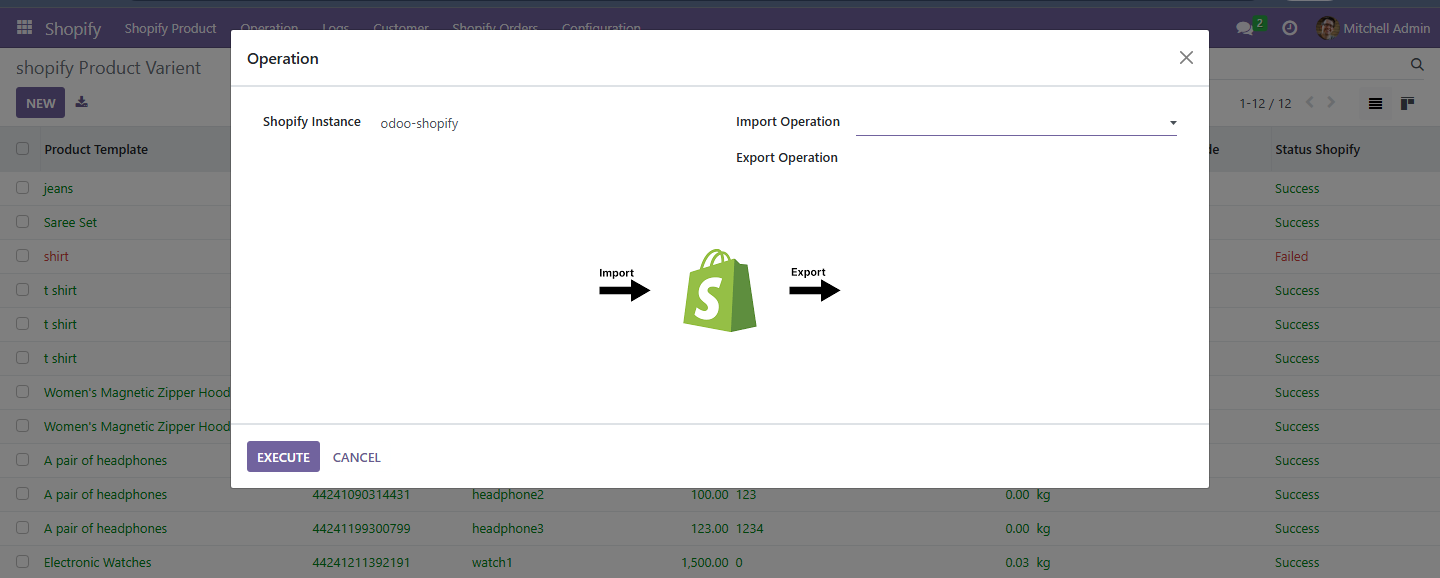 Shopify Shopify Product Operation Logs Customer Shopify Orders Configuration 2 Mitchell Admin
shopify Product Varient
NEW 1-12 / 12
Operation
Shopify Instance odoo-shopify Import Operation
Export Operation
Import Export
EXECUTE CANCEL
Product Template Status Shopify
jeans Success
Saree Set Success
shirt Failed
t shirt Success
t shirt Success
t shirt Success
Women's Magnetic Zipper Hood Success
Women's Magnetic Zipper Hood Success
A pair of headphones Success
A pair of headphones 44241090314431 headphone2 100.00 123 0.00 kg Success
A pair of headphones 44241199300799 headphone3 123.00 1234 0.00 kg Success
Electronic Watches 44241211392191 watch1 1,500.00 0 0.03 kg Success